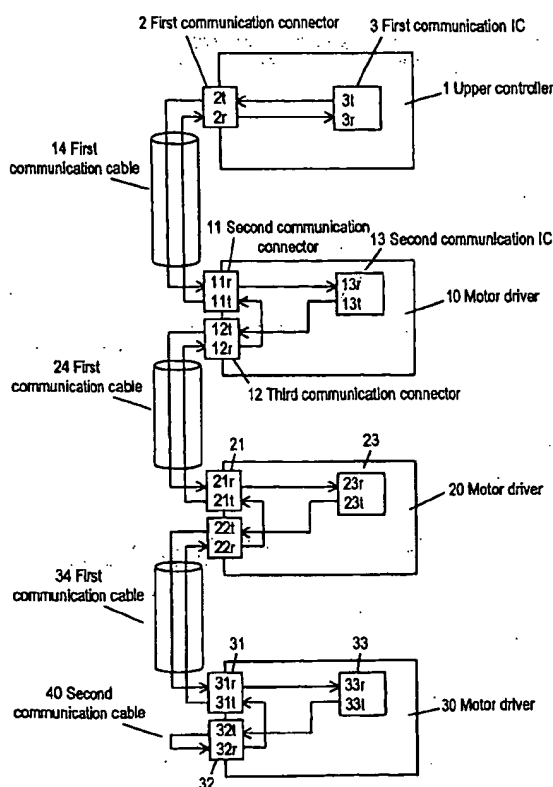 2 First communication connector
3 First communication IC
2t
2r
3t
3r
1 Upper controller
14 First
communication cable
11 Second communication
connector
13 Second communication IC
11r
11t
13r
13t
10 Motor driver
12t
12r
24 First
communication cable
12 Third communication connector
21
23
21r
21t
23r
23t
20 Motor driver
22t
22r
34 First
communication cable
31
33
31r
31t
33r
33t
30 Motor driver
40 Second
communication cable
32t
32r
32